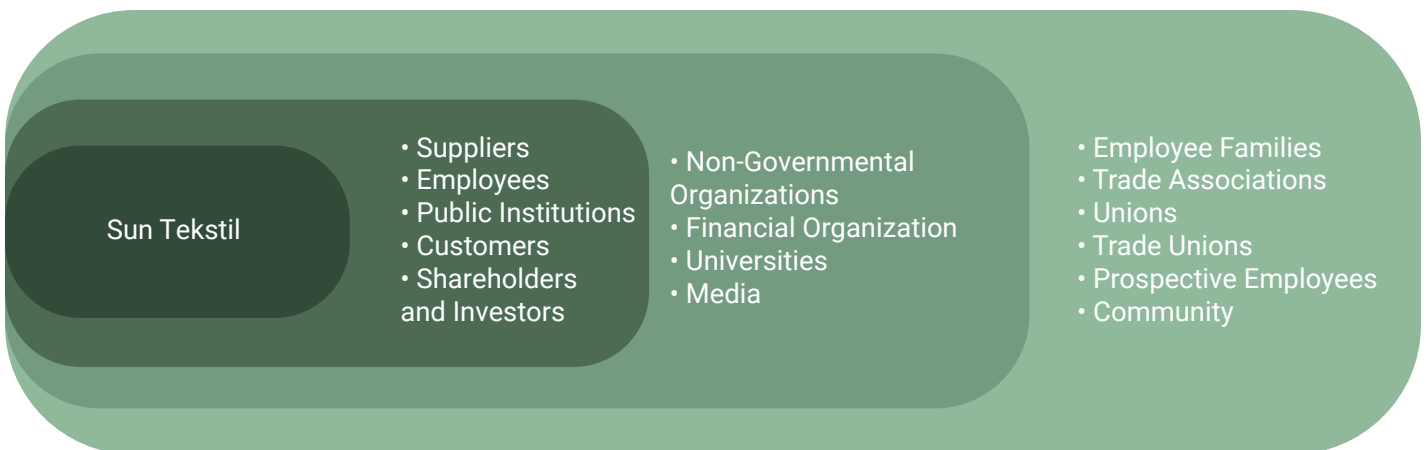 Sun Tekstil
• Suppliers
• Employees
• Public Institutions
• Customers
• Shareholders
and Investors
• Non-Governmental
Organizations
• Financial Organization
• Universities
• Media
• Employee Families
• Trade Associations
• Unions
• Trade Unions
• Prospective Employees
• Community